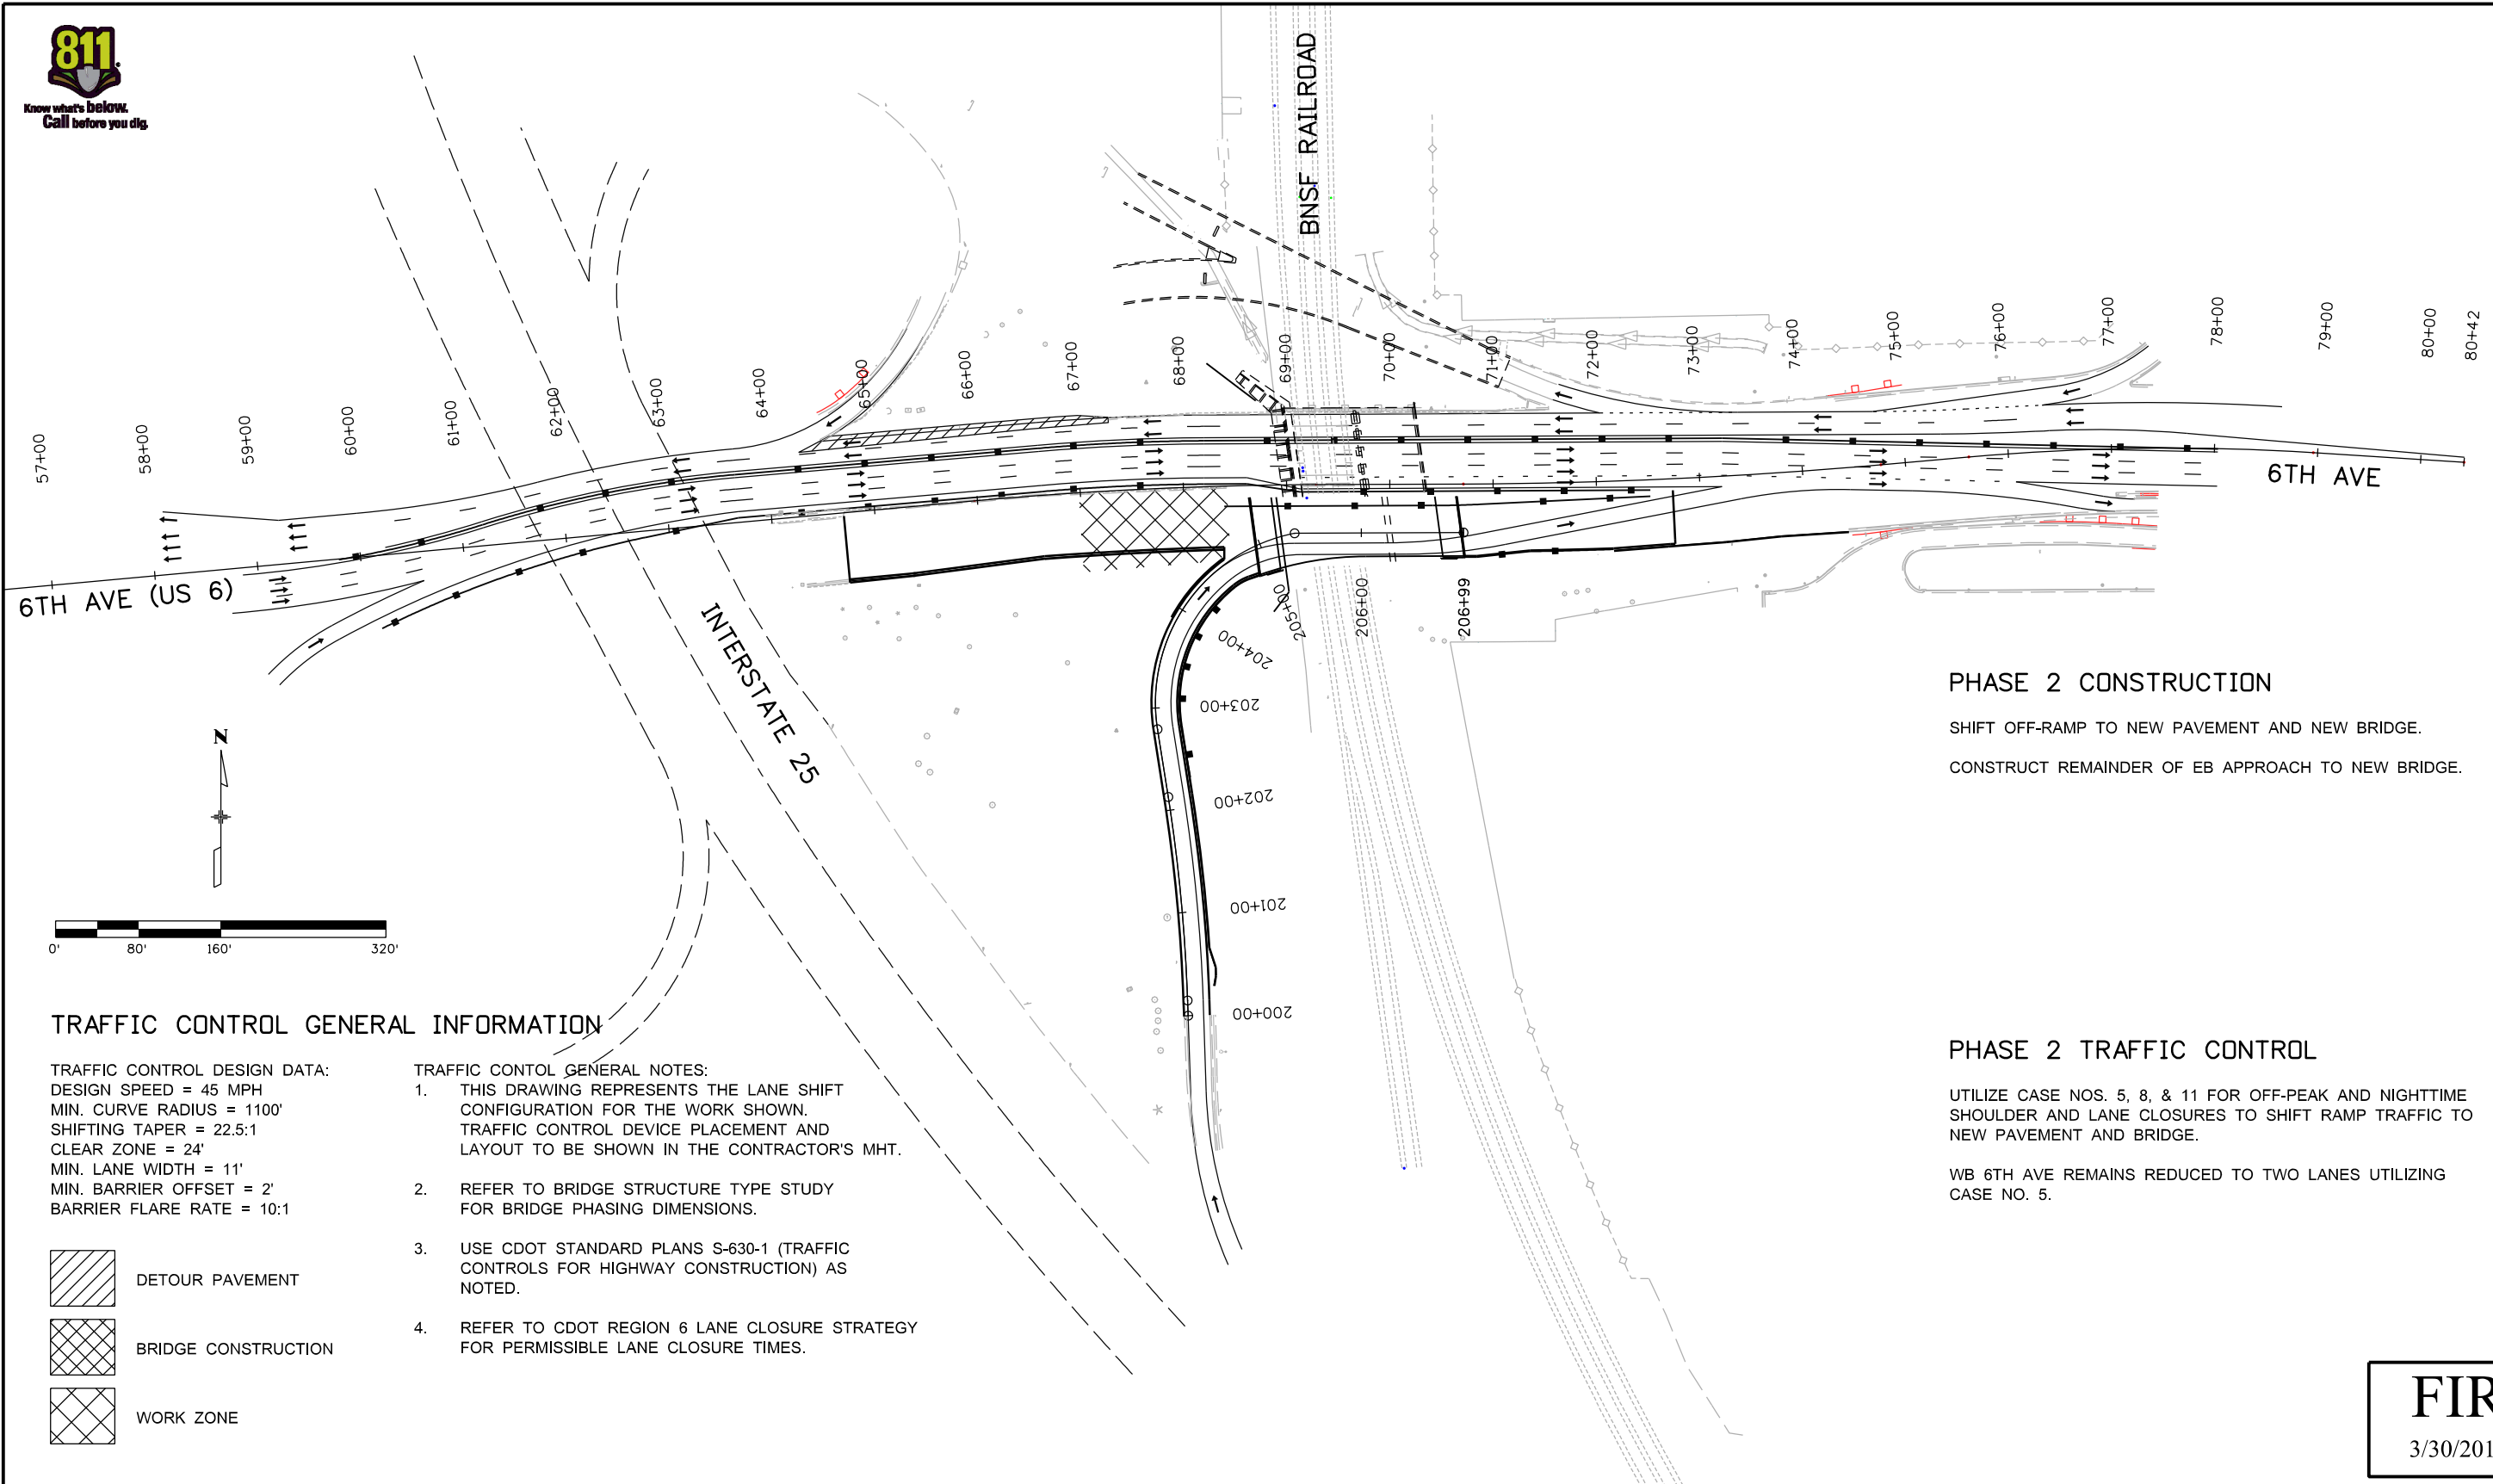 811
Know what's below.
Call before you dig.
BNSF RAILROAD
57+00
58+00
59+00
60+00
61+00
62+00
63+00
64+00
65+00
66+00
67+00
68+00
69+00
70+00
71+00
72+00
73+00
74+00
75+00
76+00
77+00
78+00
79+00
80+00
80+42
6TH AVE
6TH AVE (US 6)
INTERSTATE 25
206+99
206+00
205+00
204+00
203+00
202+00
201+00
200+00
N
0' 80' 160' 320'
PHASE 2 CONSTRUCTION
SHIFT OFF-RAMP TO NEW PAVEMENT AND NEW BRIDGE.
CONSTRUCT REMAINDER OF EB APPROACH TO NEW BRIDGE.
TRAFFIC CONTROL GENERAL INFORMATION
TRAFFIC CONTROL DESIGN DATA:
DESIGN SPEED = 45 MPH
MIN. CURVE RADIUS = 1100'
SHIFTING TAPER = 22.5:1
CLEAR ZONE = 24'
MIN. LANE WIDTH = 11'
MIN. BARRIER OFFSET = 2'
BARRIER FLARE RATE = 10:1
DETOUR PAVEMENT
BRIDGE CONSTRUCTION
WORK ZONE
TRAFFIC CONTOL GENERAL NOTES:
1. THIS DRAWING REPRESENTS THE LANE SHIFT
CONFIGURATION FOR THE WORK SHOWN.
TRAFFIC CONTROL DEVICE PLACEMENT AND
LAYOUT TO BE SHOWN IN THE CONTRACTOR'S MHT.
2. REFER TO BRIDGE STRUCTURE TYPE STUDY
FOR BRIDGE PHASING DIMENSIONS.
3. USE CDOT STANDARD PLANS S-630-1 (TRAFFIC
CONTROLS FOR HIGHWAY CONSTRUCTION) AS
NOTED.
4. REFER TO CDOT REGION 6 LANE CLOSURE STRATEGY
FOR PERMISSIBLE LANE CLOSURE TIMES.
PHASE 2 TRAFFIC CONTROL
UTILIZE CASE NOS. 5, 8, & 11 FOR OFF-PEAK AND NIGHTTIME
SHOULDER AND LANE CLOSURES TO SHIFT RAMP TRAFFIC TO
NEW PAVEMENT AND BRIDGE.
WB 6TH AVE REMAINS REDUCED TO TWO LANES UTILIZING
CASE NO. 5.
FIR
3/30/201